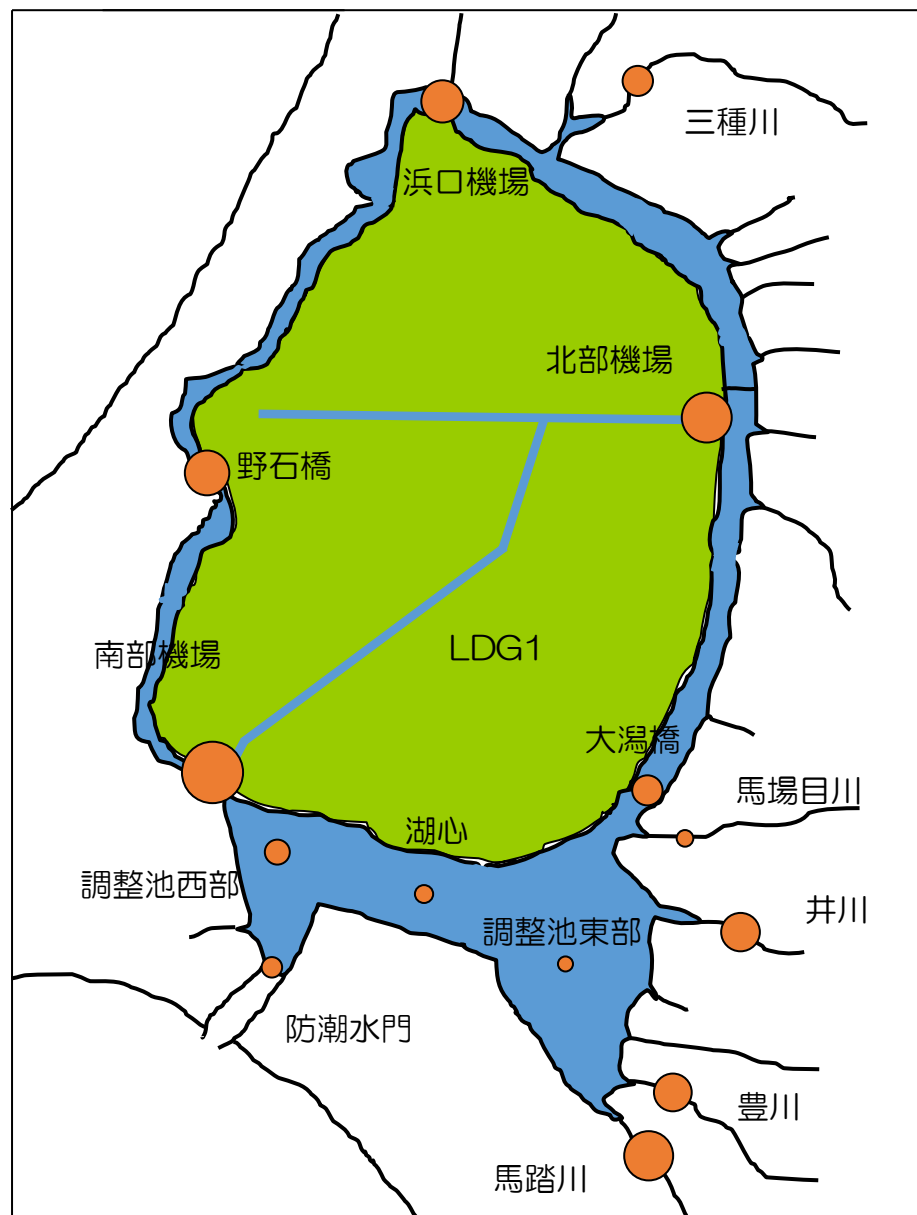 三種川
浜口機場
北部機場
野石橋
南部機場
LDG1
大潟橋
馬場目川
湖心
調整池西部
井川
調整池東部
防潮水門
豊川
馬踏川